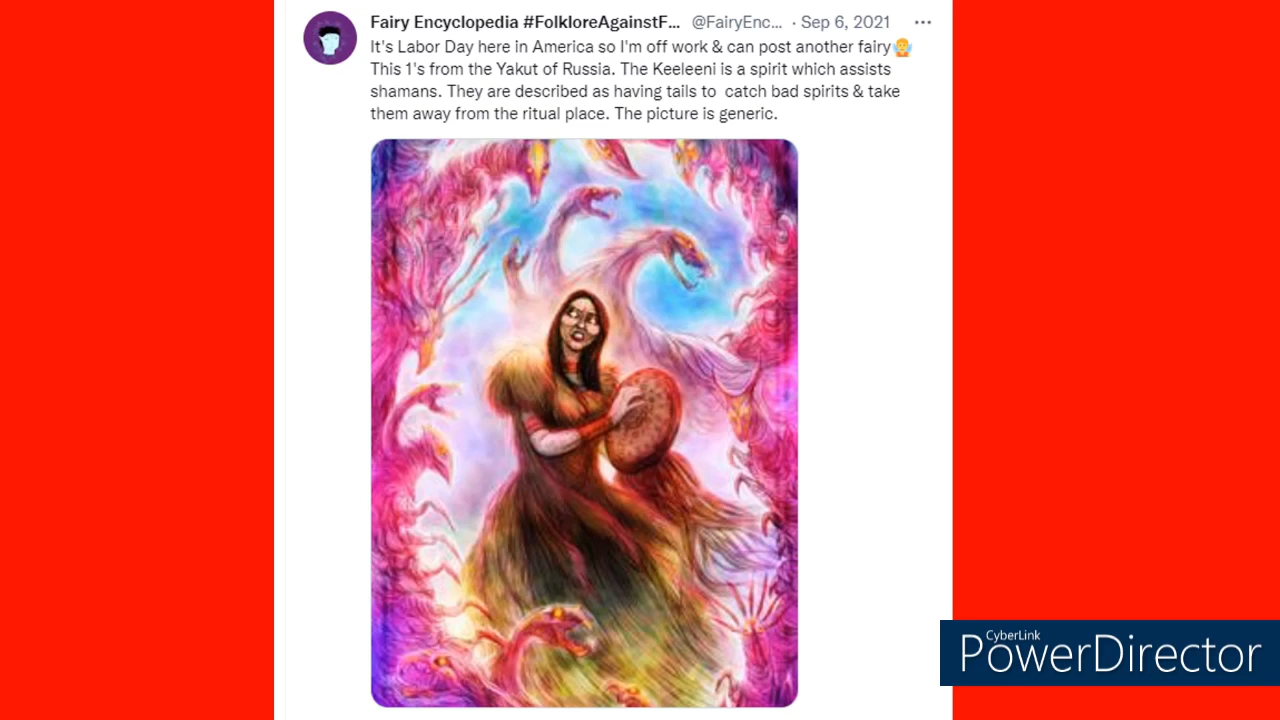 Fairy Encyclopedia #FolkloreAgainstF... @FairyEnc... · Sep 6, 2021 ···
It's Labor Day here in America so I'm off work & can post another fairy🧚
This 1's from the Yakut of Russia. The Keeleeni is a spirit which assists
shamans. They are described as having tails to  catch bad spirits & take
them away from the ritual place. The picture is generic.
CyberLink
PowerDirector